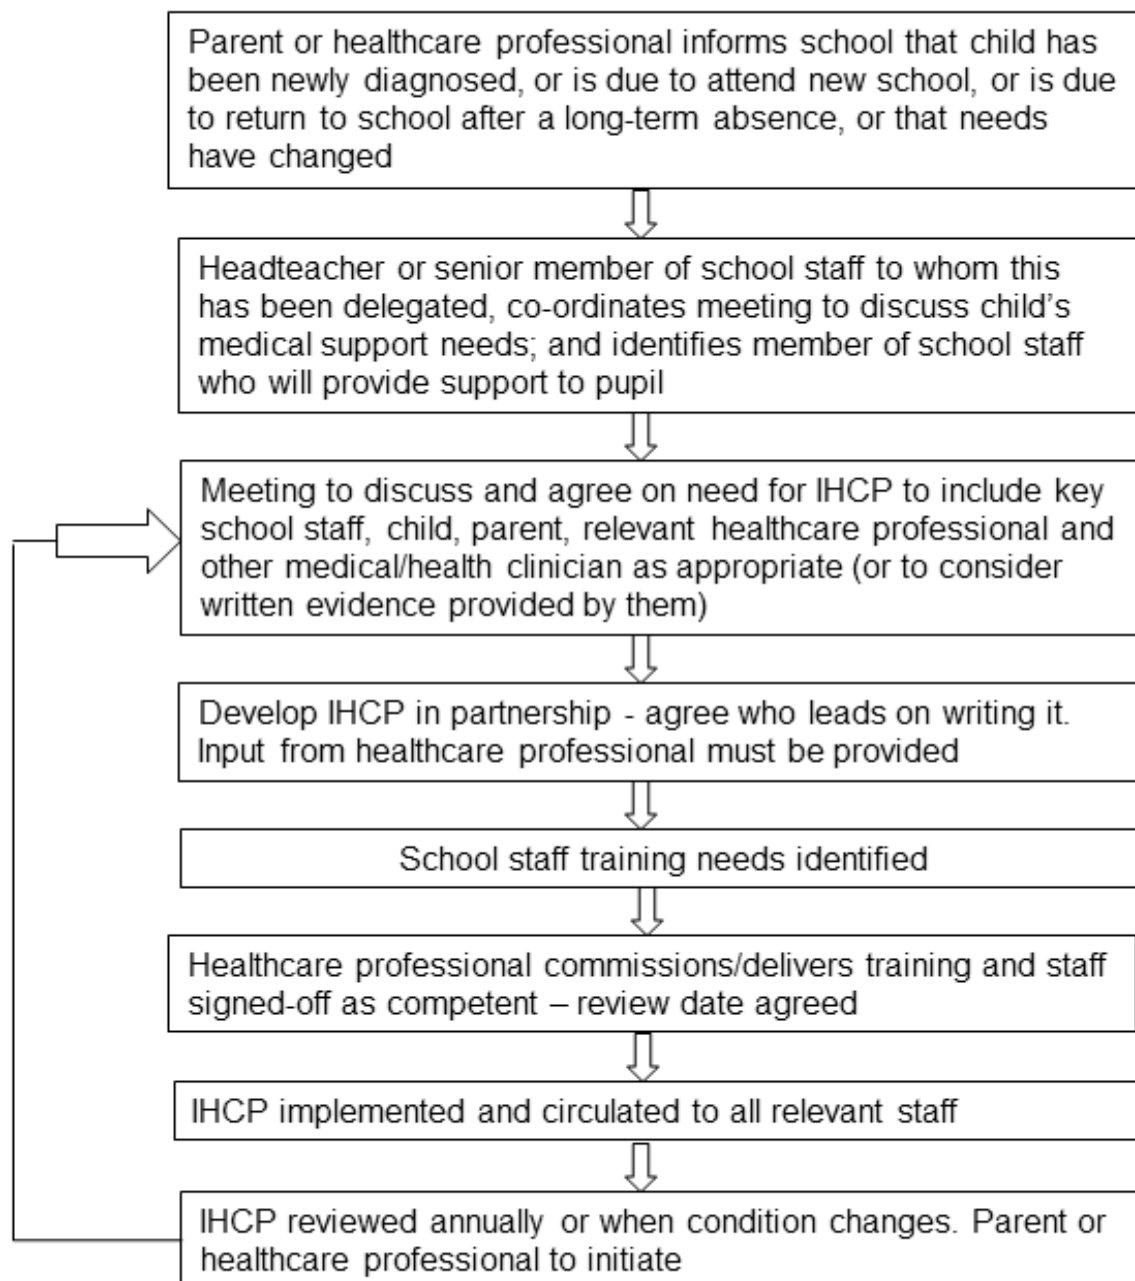 Parent or healthcare professional informs school that child has
been newly diagnosed, or is due to attend new school, or is due
to return to school after a long-term absence, or that needs
have changed
Headteacher or senior member of school staff to whom this
has been delegated, co-ordinates meeting to discuss child's
medical support needs; and identifies member of school staff
who will provide support to pupil
Meeting to discuss and agree on need for IHCP to include key
school staff, child, parent, relevant healthcare professional and
other medical/health clinician as appropriate (or to consider
written evidence provided by them)
Develop IHCP in partnership - agree who leads on writing it.
Input from healthcare professional must be provided
School staff training needs identified
Healthcare professional commissions/delivers training and staff
signed-off as competent – review date agreed
IHCP implemented and circulated to all relevant staff
IHCP reviewed annually or when condition changes. Parent or
healthcare professional to initiate